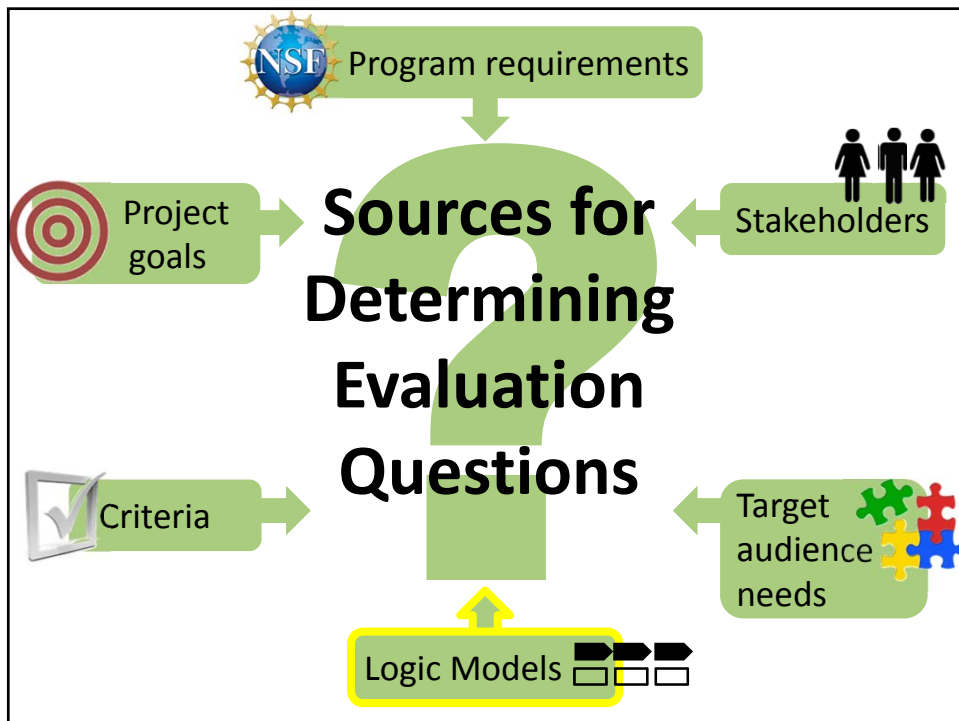 NSF
Program requirements
Project
goals
Sources for
Determining
Evaluation
Questions
Stakeholders
Criteria
Target
audience
needs
Logic Models